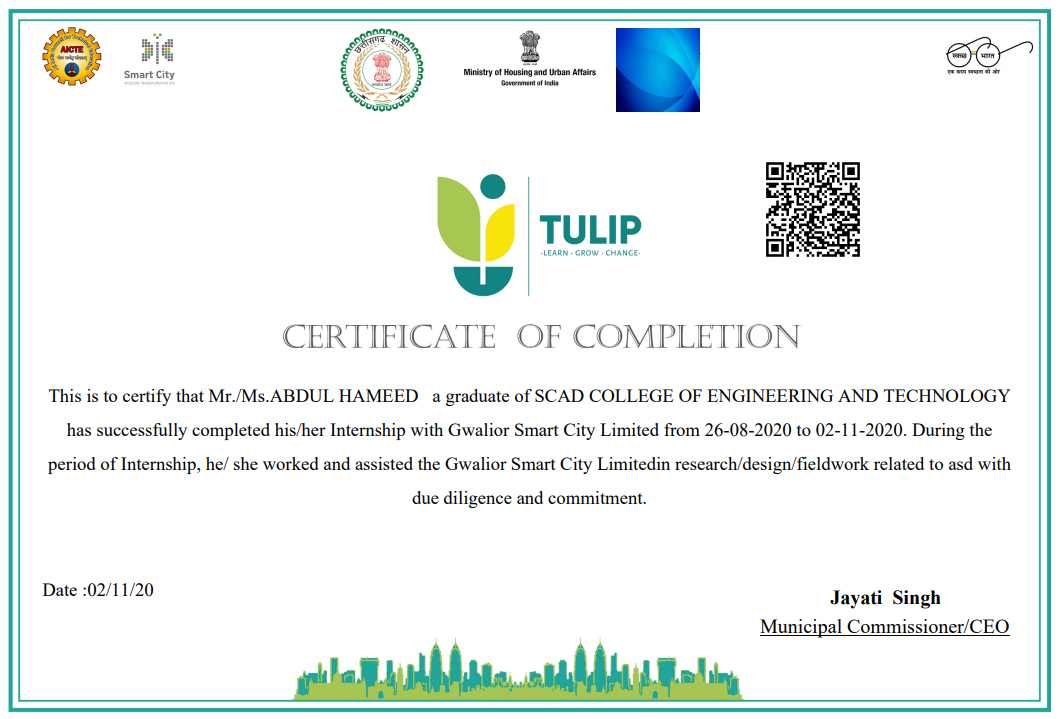 AICTE
Smart City
छत्तीसगढ़ शासन
Ministry of Housing and Urban Affairs
Government of India
स्वच्छ भारत
एक कदम स्वच्छता की ओर
TULIP
-LEARN - GROW - CHANGE-
CERTIFICATE OF COMPLETION
This is to certify that Mr./Ms.ABDUL HAMEED a graduate of SCAD COLLEGE OF ENGINEERING AND TECHNOLOGY
has successfully completed his/her Internship with Gwalior Smart City Limited from 26-08-2020 to 02-11-2020. During the
period of Internship, he/ she worked and assisted the Gwalior Smart City Limitedin research/design/fieldwork related to asd with
due diligence and commitment.
Date :02/11/20
Jayati Singh
Municipal Commissioner/CEO